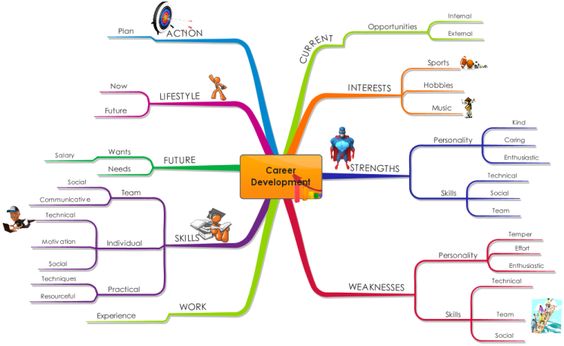 Career
Development
ACTION
Plan
LIFESTYLE
Now
Future
FUTURE
Wants
Salary
Needs
SKILLS
Team
Social
Communicative
Individual
Technical
Motivation
Social
Practical
Techniques
Resourceful
WORK
Experience
CURRENT
Opportunities
Internal
External
INTERESTS
Sports
Hobbies
Music
STRENGTHS
Personality
Kind
Caring
Enthusiastic
Skills
Technical
Social
Team
WEAKNESSES
Personality
Temper
Effort
Enthusiastic
Skills
Technical
Team
Social